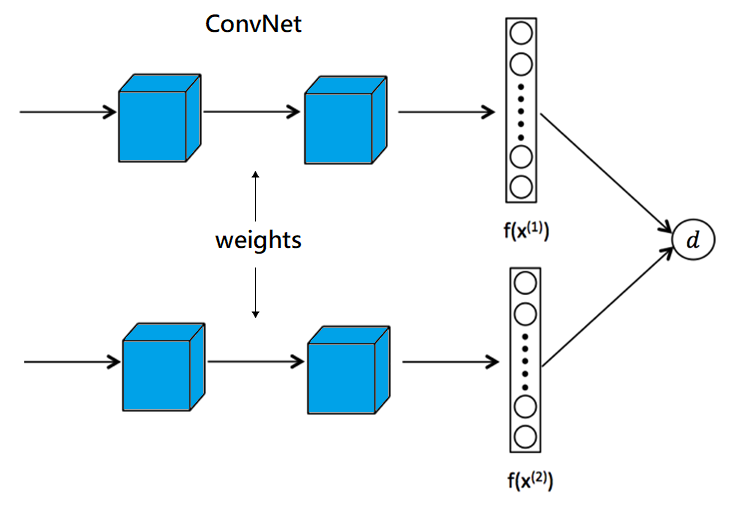 ConvNet
weights
f(x⁽¹⁾)
d
f(x⁽²⁾)